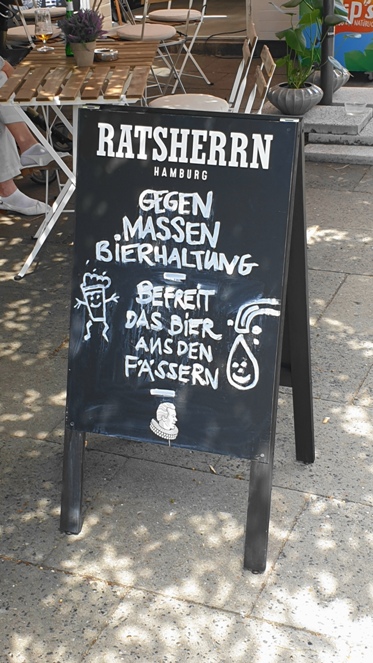 RATSHERRN
HAMBURG
GEGEN
MASSEN
BiERHALTUNG
BEFREiT
DAS BiER
AUS DEN
FÄSSERN